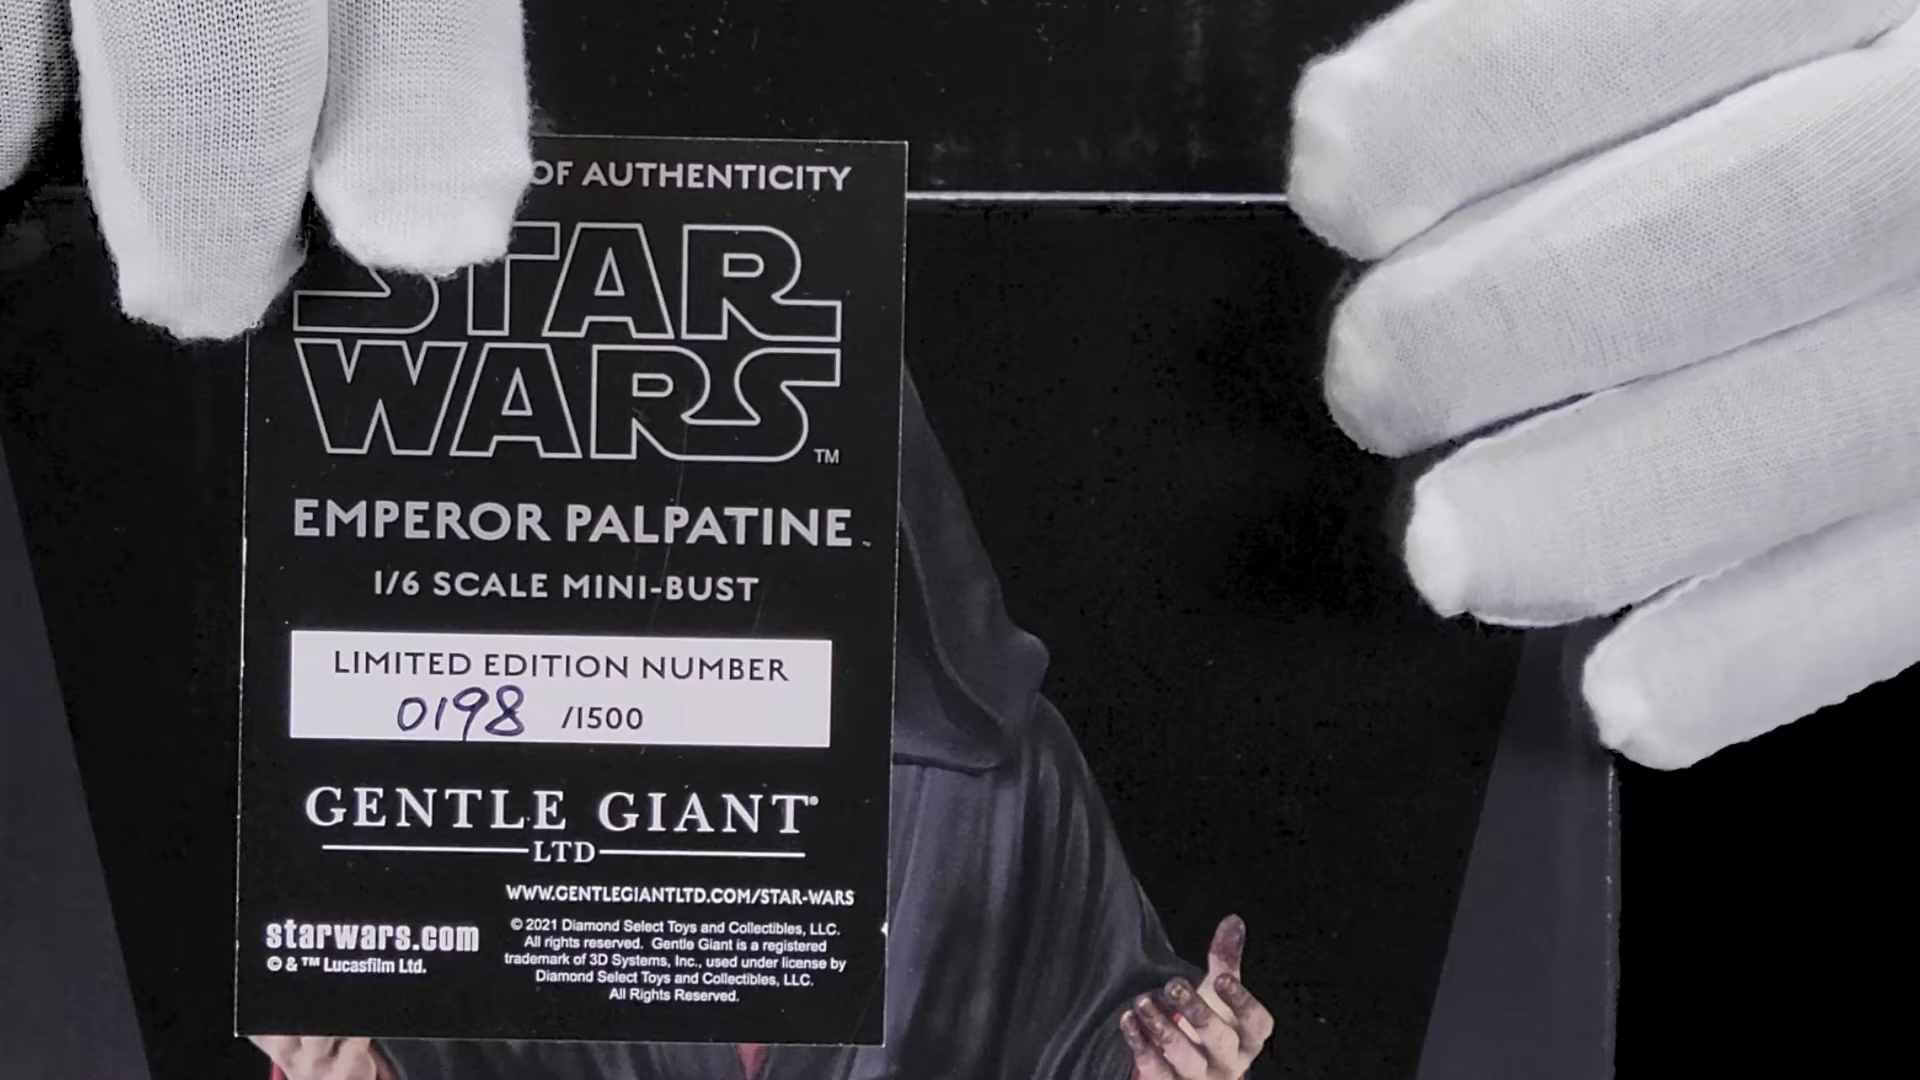 OF AUTHENTICITY
STAR
WARS™
EMPEROR PALPATINE™
1/6 SCALE MINI-BUST
LIMITED EDITION NUMBER
0198 /1500
GENTLE GIANT®
LTD
WWW.GENTLEGIANTLTD.COM/STAR-WARS
starwars.com
© & ™ Lucasfilm Ltd.
© 2021 Diamond Select Toys and Collectibles, LLC.
All rights reserved. Gentle Giant is a registered
trademark of 3D Systems, Inc., used under license by
Diamond Select Toys and Collectibles, LLC.
All Rights Reserved.